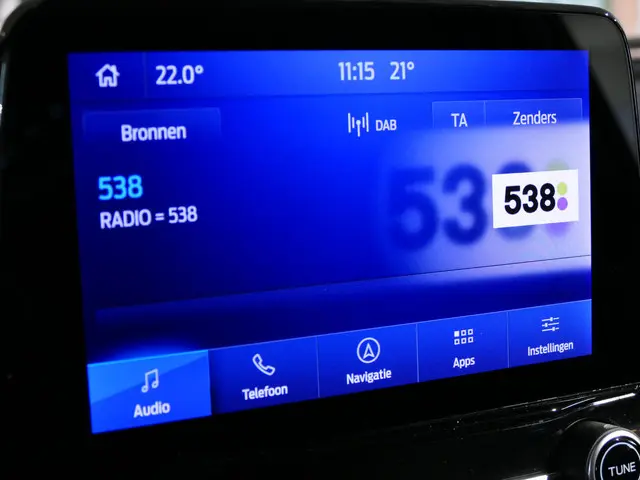 22.0° 11:15 21°
Bronnen DAB TA Zenders
538
RADIO = 538
538
538
Audio Telefoon Navigatie Apps Instellingen
TUNE